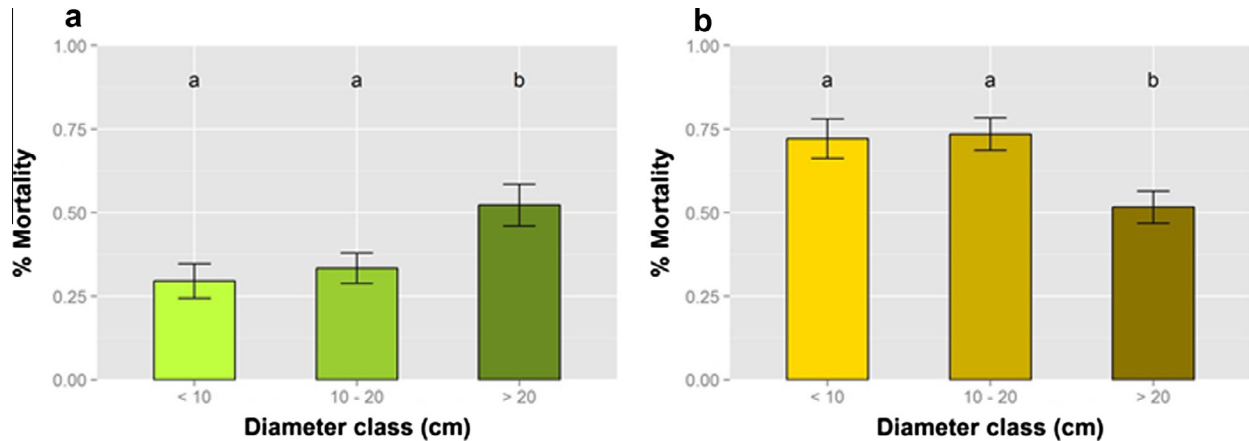 a
b
1.00
0.75
0.50
0.25
0.00
% Mortality
a a b
< 10 10 - 20 > 20
Diameter class (cm)
1.00
0.75
0.50
0.25
0.00
% Mortality
a a b
< 10 10 - 20 > 20
Diameter class (cm)